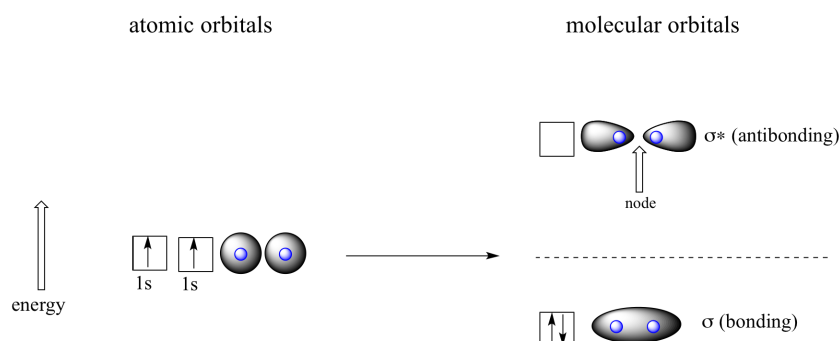 atomic orbitals
molecular orbitals
σ* (antibonding)
node
energy
1s
1s
σ (bonding)